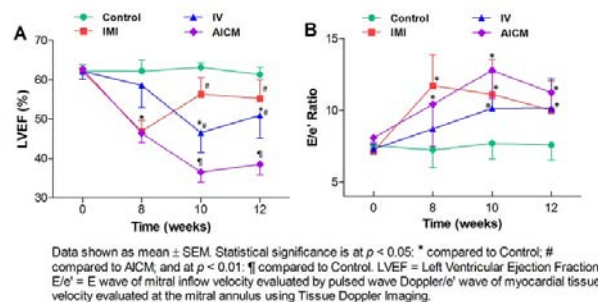 Control IV
IMI AICM
A
LVEF (%)
70
60
50
40
30
* # * # * # ¶ * # ¶
0 8 10 12
Time (weeks)
Control IV
IMI AICM
B
E/e' Ratio
15
10
5
* * * * * * *
0 8 10 12
Time (weeks)
Data shown as mean ± SEM. Statistical significance is at p < 0.05: * compared to Control; #
compared to AICM; and at p < 0.01: ¶ compared to Control. LVEF = Left Ventricular Ejection Fraction.
E/e' = E wave of mitral inflow velocity evaluated by pulsed wave Doppler/e' wave of myocardial tissue
velocity evaluated at the mitral annulus using Tissue Doppler Imaging.